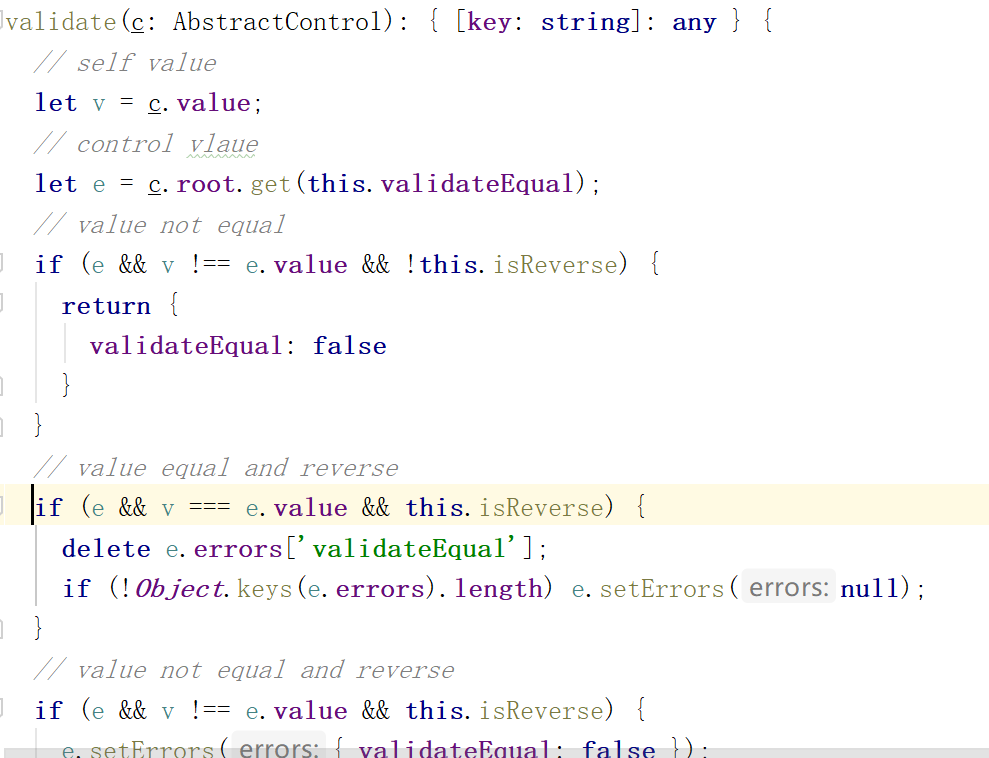 validate(c: AbstractControl): { [key: string]: any } {
// self value
let v = c.value;
// control vlaue
let e = c.root.get(this.validateEqual);
// value not equal
if (e && v !== e.value && !this.isReverse) {
return {
validateEqual: false
}
}
// value equal and reverse
if (e && v === e.value && this.isReverse) {
delete e.errors['validateEqual'];
if (!Object.keys(e.errors).length) e.setErrors( errors: null);
}
// value not equal and reverse
if (e && v !== e.value && this.isReverse) {
e.setErrors( errors: { validateEqual: false });